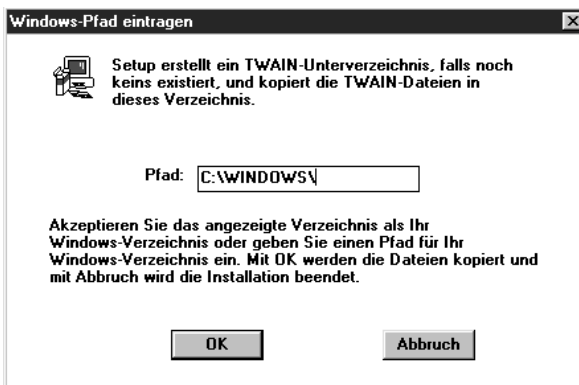 Windows-Pfad eintragen
Setup erstellt ein TWAIN-Unterverzeichnis, falls noch
keins existiert, und kopiert die TWAIN-Dateien in
dieses Verzeichnis.
Pfad: C:\WINDOWS\
Akzeptieren Sie das angezeigte Verzeichnis als Ihr
Windows-Verzeichnis oder geben Sie einen Pfad für Ihr
Windows-Verzeichnis ein. Mit OK werden die Dateien kopiert und
mit Abbruch wird die Installation beendet.
OK Abbruch